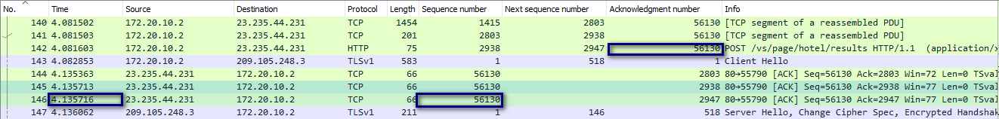 No. Time Source Destination Protocol Length Sequence number Next sequence number Acknowledgment number Info
140 4.081502 172.20.10.2 23.235.44.231 TCP 1454 1415 2803 56130 [TCP segment of a reassembled PDU]
141 4.081503 172.20.10.2 23.235.44.231 TCP 201 2803 2938 56130 [TCP segment of a reassembled PDU]
142 4.081603 172.20.10.2 23.235.44.231 HTTP 75 2938 2947 56130 POST /vs/page/hotel/results HTTP/1.1 (application/x
143 4.082853 172.20.10.2 209.105.248.3 TLSv1 583 1 518 1 Client Hello
144 4.135363 23.235.44.231 172.20.10.2 TCP 66 56130 2803 80→55790 [ACK] Seq=56130 Ack=2803 Win=72 Len=0 TSval
145 4.135713 23.235.44.231 172.20.10.2 TCP 66 56130 2938 80→55790 [ACK] Seq=56130 Ack=2938 Win=77 Len=0 TSval
146 4.135716 23.235.44.231 172.20.10.2 TCP 66 56130 2947 80→55790 [ACK] Seq=56130 Ack=2947 Win=77 Len=0 TSval
147 4.136062 209.105.248.3 172.20.10.2 TLSv1 211 1 146 518 Server Hello, Change Cipher Spec, Encrypted Handshak